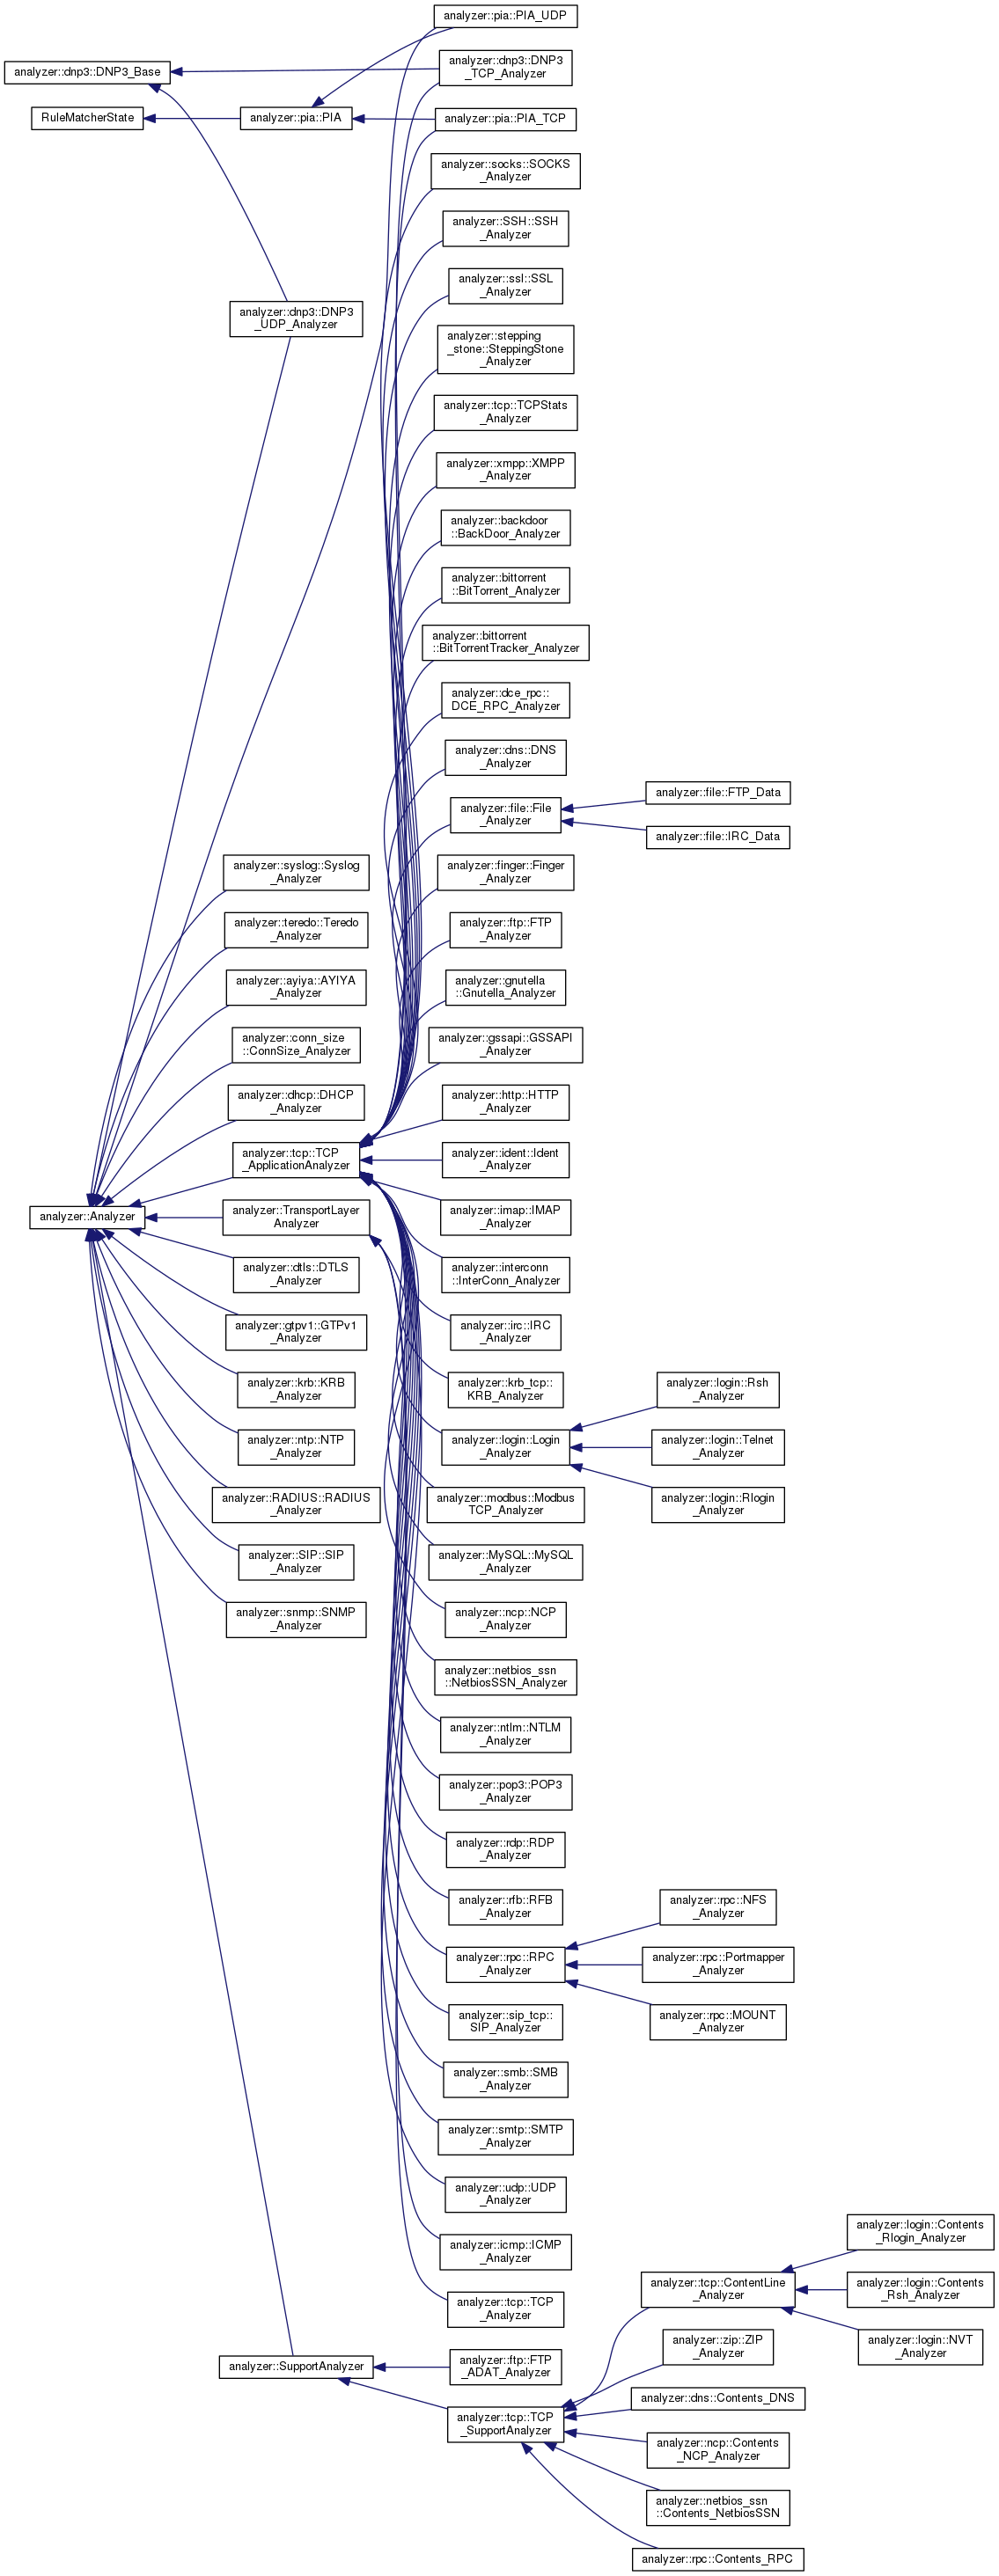 analyzer::pia::PIA_UDP
analyzer::dnp3::DNP3_Base
analyzer::dnp3::DNP3
_TCP_Analyzer
RuleMatcherState
analyzer::pia::PIA
analyzer::pia::PIA_TCP
analyzer::socks::SOCKS
_Analyzer
analyzer::SSH::SSH
_Analyzer
analyzer::ssl::SSL
_Analyzer
analyzer::dnp3::DNP3
_UDP_Analyzer
analyzer::stepping
_stone::SteppingStone
_Analyzer
analyzer::tcp::TCPStats
_Analyzer
analyzer::xmpp::XMPP
_Analyzer
analyzer::backdoor
::BackDoor_Analyzer
analyzer::bittorrent
::BitTorrent_Analyzer
analyzer::bittorrent
::BitTorrentTracker_Analyzer
analyzer::dce_rpc::
DCE_RPC_Analyzer
analyzer::dns::DNS
_Analyzer
analyzer::file::File
_Analyzer
analyzer::file::FTP_Data
analyzer::file::IRC_Data
analyzer::syslog::Syslog
_Analyzer
analyzer::finger::Finger
_Analyzer
analyzer::teredo::Teredo
_Analyzer
analyzer::ftp::FTP
_Analyzer
analyzer::ayiya::AYIYA
_Analyzer
analyzer::gnutella
::Gnutella_Analyzer
analyzer::conn_size
::ConnSize_Analyzer
analyzer::gssapi::GSSAPI
_Analyzer
analyzer::dhcp::DHCP
_Analyzer
analyzer::http::HTTP
_Analyzer
analyzer::tcp::TCP
_ApplicationAnalyzer
analyzer::ident::Ident
_Analyzer
analyzer::Analyzer
analyzer::TransportLayer
Analyzer
analyzer::imap::IMAP
_Analyzer
analyzer::dtls::DTLS
_Analyzer
analyzer::interconn
::InterConn_Analyzer
analyzer::gtpv1::GTPv1
_Analyzer
analyzer::irc::IRC
_Analyzer
analyzer::krb::KRB
_Analyzer
analyzer::krb_tcp::
KRB_Analyzer
analyzer::login::Rsh
_Analyzer
analyzer::ntp::NTP
_Analyzer
analyzer::login::Login
_Analyzer
analyzer::login::Telnet
_Analyzer
analyzer::RADIUS::RADIUS
_Analyzer
analyzer::modbus::Modbus
TCP_Analyzer
analyzer::login::Rlogin
_Analyzer
analyzer::SIP::SIP
_Analyzer
analyzer::MySQL::MySQL
_Analyzer
analyzer::snmp::SNMP
_Analyzer
analyzer::ncp::NCP
_Analyzer
analyzer::netbios_ssn
::NetbiosSSN_Analyzer
analyzer::ntlm::NTLM
_Analyzer
analyzer::pop3::POP3
_Analyzer
analyzer::rdp::RDP
_Analyzer
analyzer::rfb::RFB
_Analyzer
analyzer::rpc::NFS
_Analyzer
analyzer::rpc::RPC
_Analyzer
analyzer::rpc::Portmapper
_Analyzer
analyzer::sip_tcp::
SIP_Analyzer
analyzer::rpc::MOUNT
_Analyzer
analyzer::smb::SMB
_Analyzer
analyzer::smtp::SMTP
_Analyzer
analyzer::udp::UDP
_Analyzer
analyzer::icmp::ICMP
_Analyzer
analyzer::login::Contents
_Rlogin_Analyzer
analyzer::tcp::TCP
_Analyzer
analyzer::tcp::ContentLine
_Analyzer
analyzer::login::Contents
_Rsh_Analyzer
analyzer::login::NVT
_Analyzer
analyzer::SupportAnalyzer
analyzer::ftp::FTP
_ADAT_Analyzer
analyzer::zip::ZIP
_Analyzer
analyzer::tcp::TCP
_SupportAnalyzer
analyzer::dns::Contents_DNS
analyzer::ncp::Contents
_NCP_Analyzer
analyzer::netbios_ssn
::Contents_NetbiosSSN
analyzer::rpc::Contents_RPC